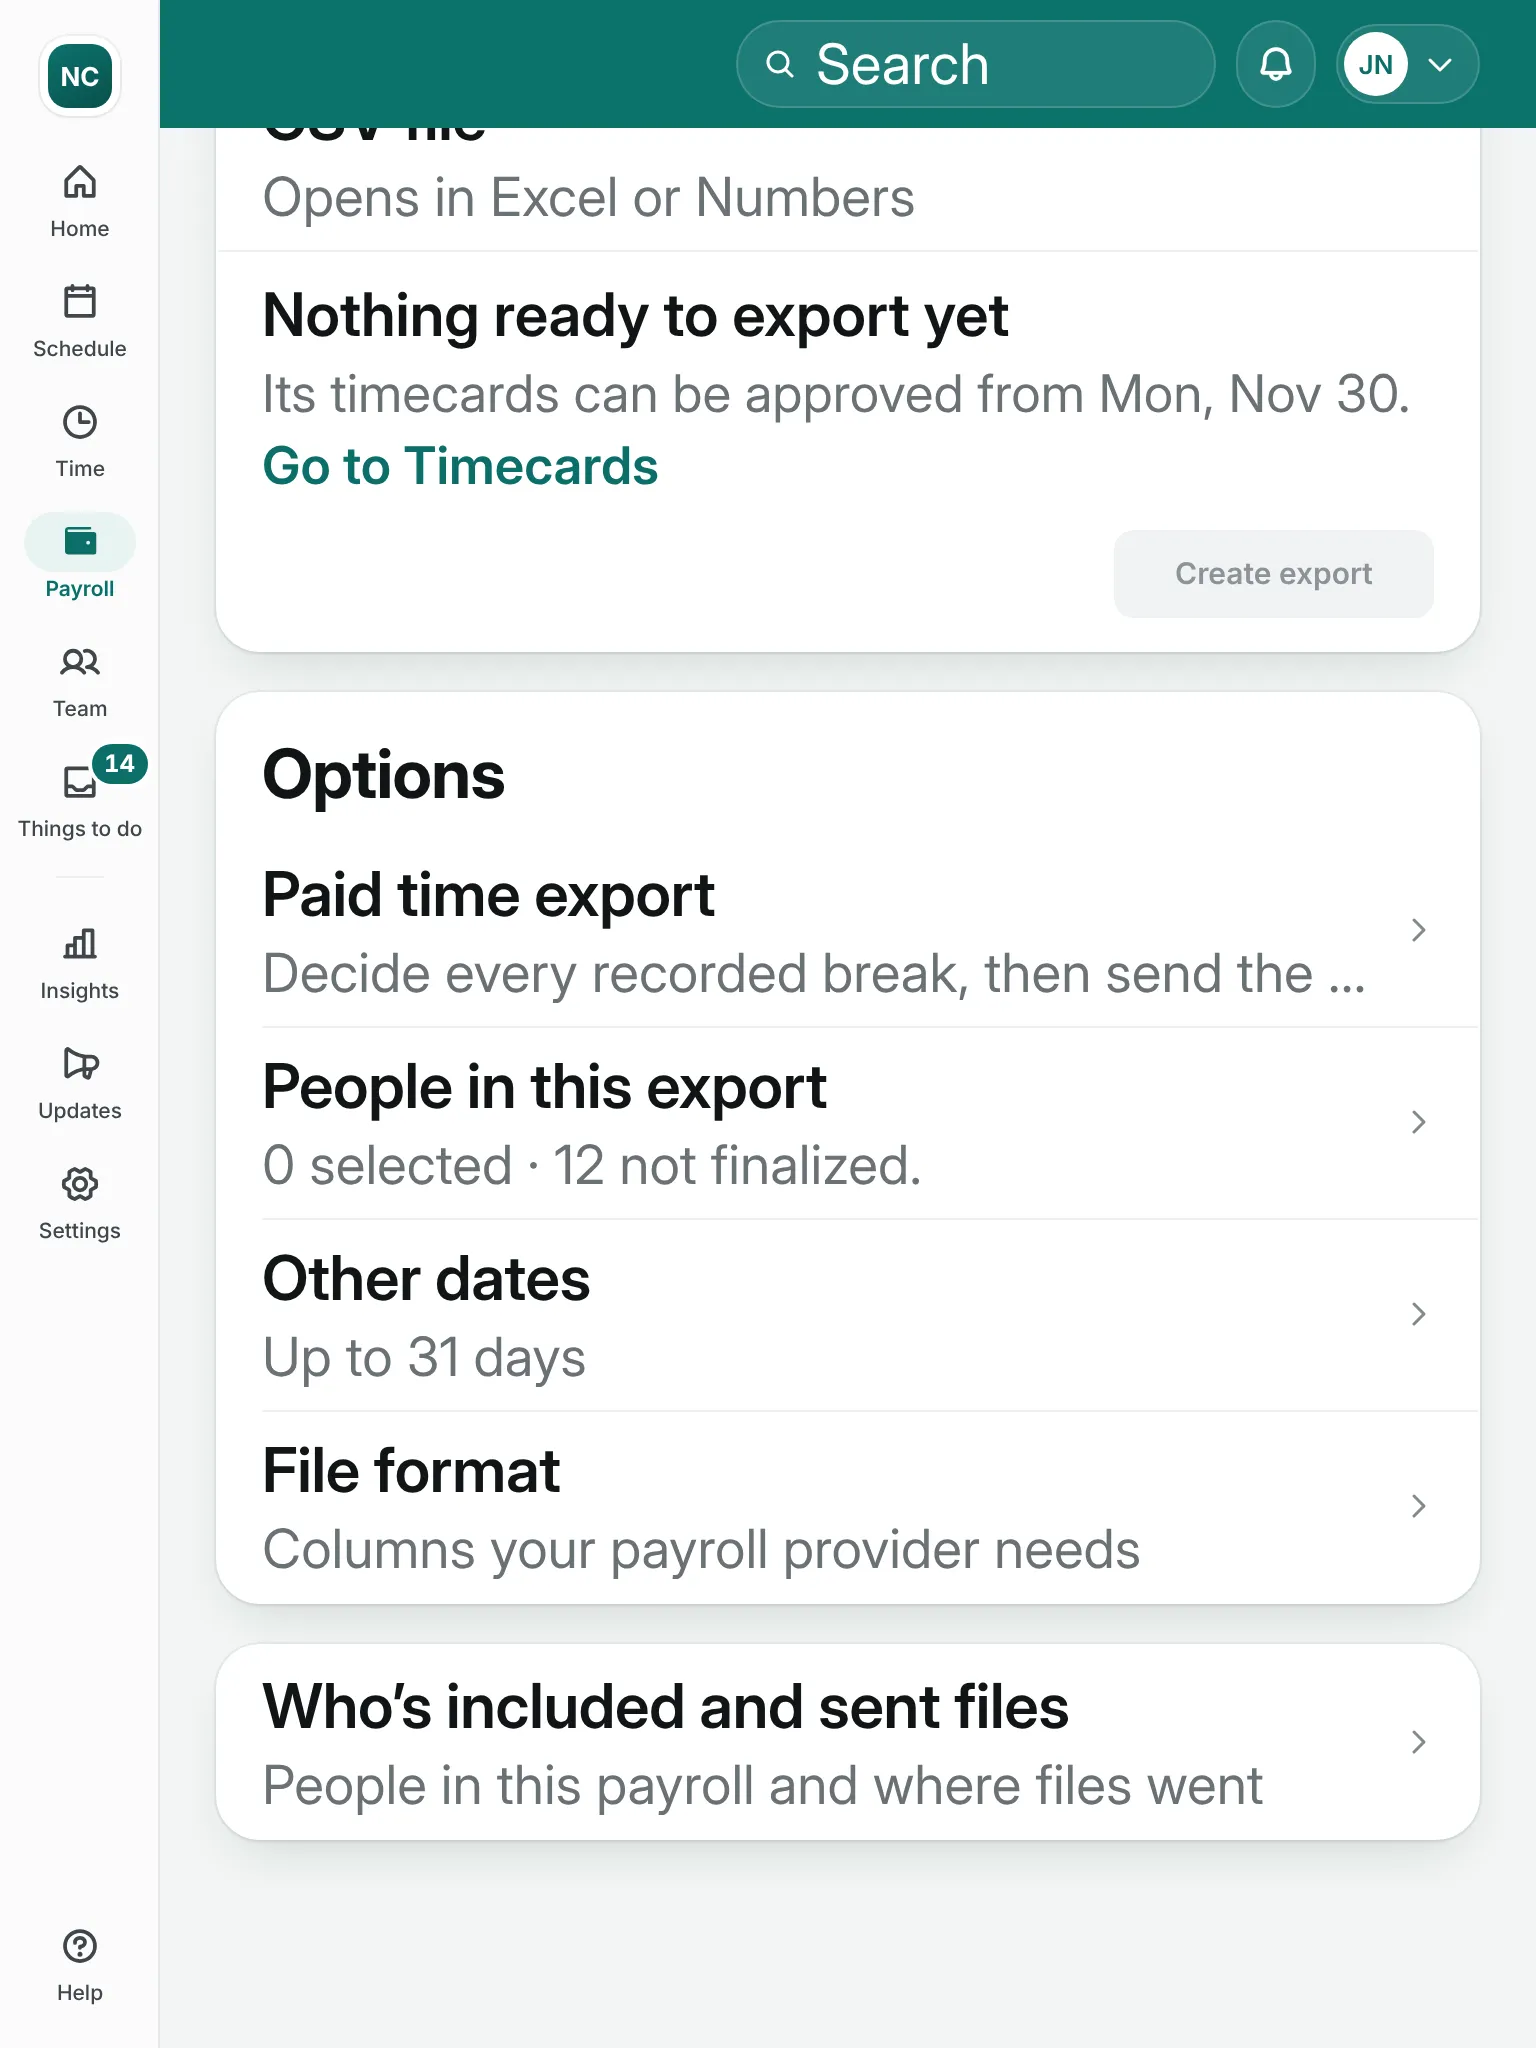 NC
Search
JN
Home
Schedule
Time
Payroll
Team
14
Things to do
Insights
Updates
Settings
Help
CSV file
Opens in Excel or Numbers
Nothing ready to export yet
Its timecards can be approved from Mon, Nov 30.
Go to Timecards
Create export
Options
Paid time export
Decide every recorded break, then send the ...
People in this export
0 selected · 12 not finalized.
Other dates
Up to 31 days
File format
Columns your payroll provider needs
Who’s included and sent files
People in this payroll and where files went